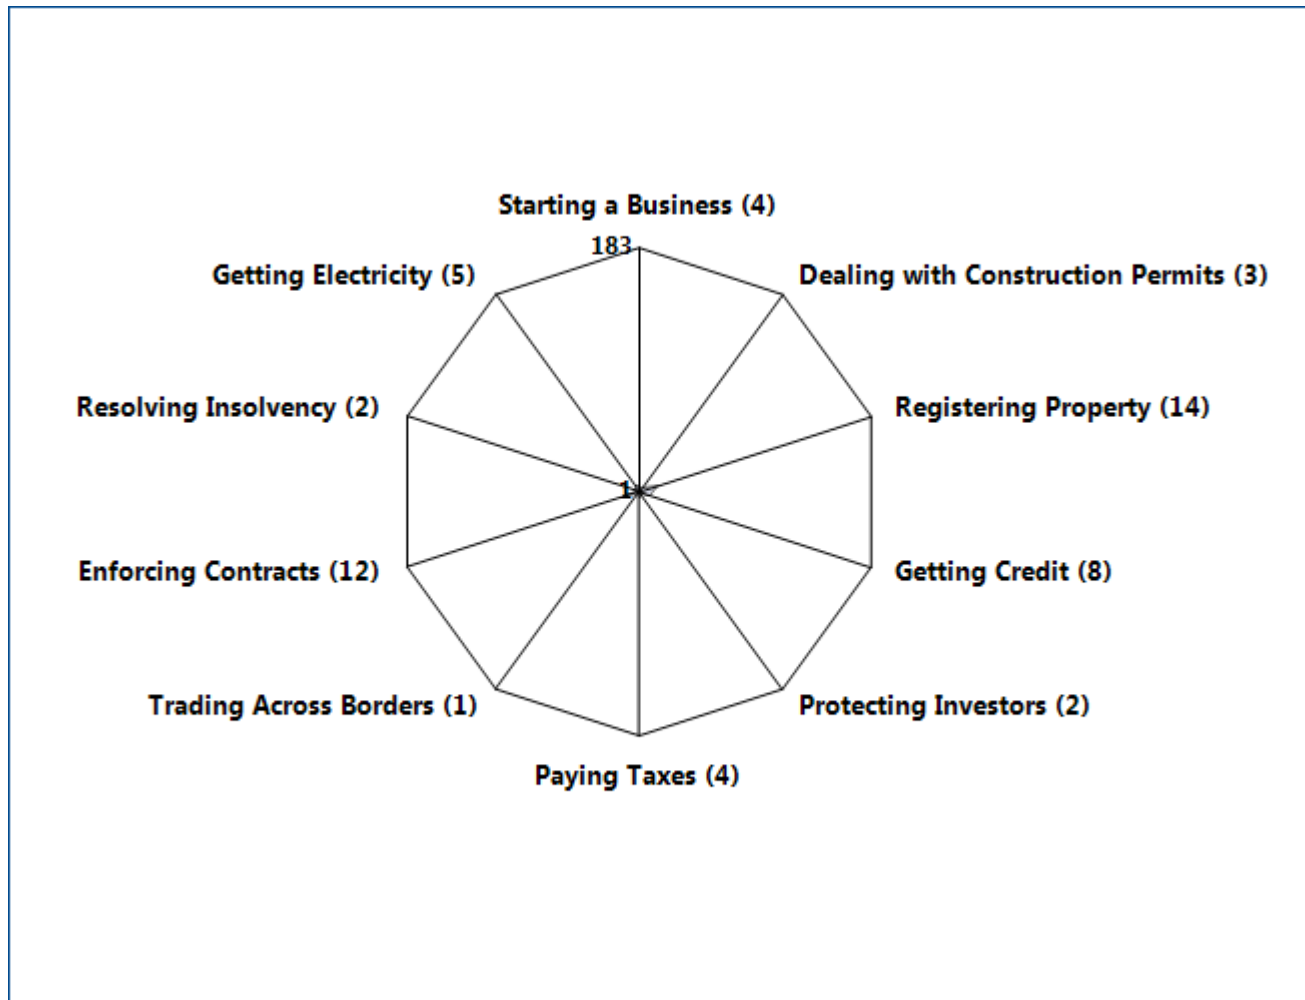 Starting a Business (4)
183
Getting Electricity (5)
Dealing with Construction Permits (3)
Resolving Insolvency (2)
Registering Property (14)
1
Enforcing Contracts (12)
Getting Credit (8)
Trading Across Borders (1)
Protecting Investors (2)
Paying Taxes (4)